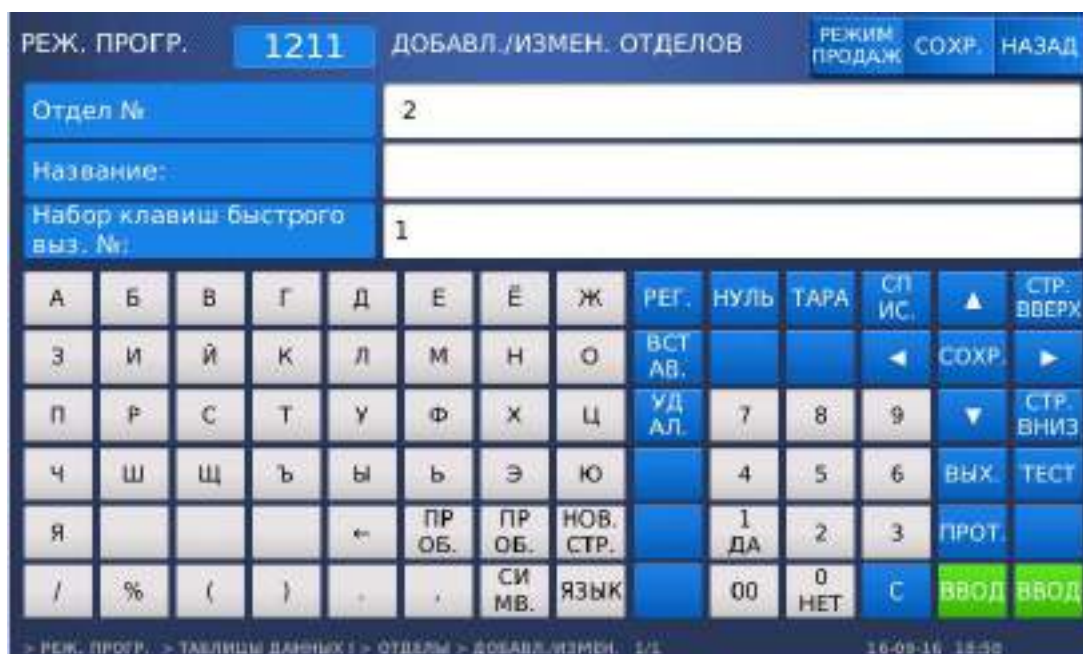 РЕЖ. ПРОГР. 1211 ДОБАВЛ./ИЗМЕН. ОТДЕЛОВ РЕЖИМ ПРОДАЖ СОХР. НАЗАД
Отдел № 2
Название:
Набор клавиш быстрого
выз. №: 1
А Б В Г Д Е Ё Ж РЕГ. НУЛЬ ТАРА СП ИС. ▲ СТР. ВВЕРХ
З И Й К Л М Н О ВСТ АВ. ◄ СОХР. ►
П Р С Т У Ф Х Ц УД АЛ. 7 8 9 ▼ СТР. ВНИЗ
Ч Ш Щ Ъ Ы Ь Э Ю 4 5 6 ВЫХ. ТЕСТ
Я ← ПР ОБ. ПР ОБ. НОВ. СТР. 1 ДА 2 3 ПРОТ.
/ % ( ) . , СИ МВ. ЯЗЫК 00 0 НЕТ С ВВОД ВВОД
> РЕЖ. ПРОГР. > ТАБЛИЦЫ ДАННЫХ I > ОТДЕЛЫ > ДОБАВЛ./ИЗМЕН. 1/1 16-09-16